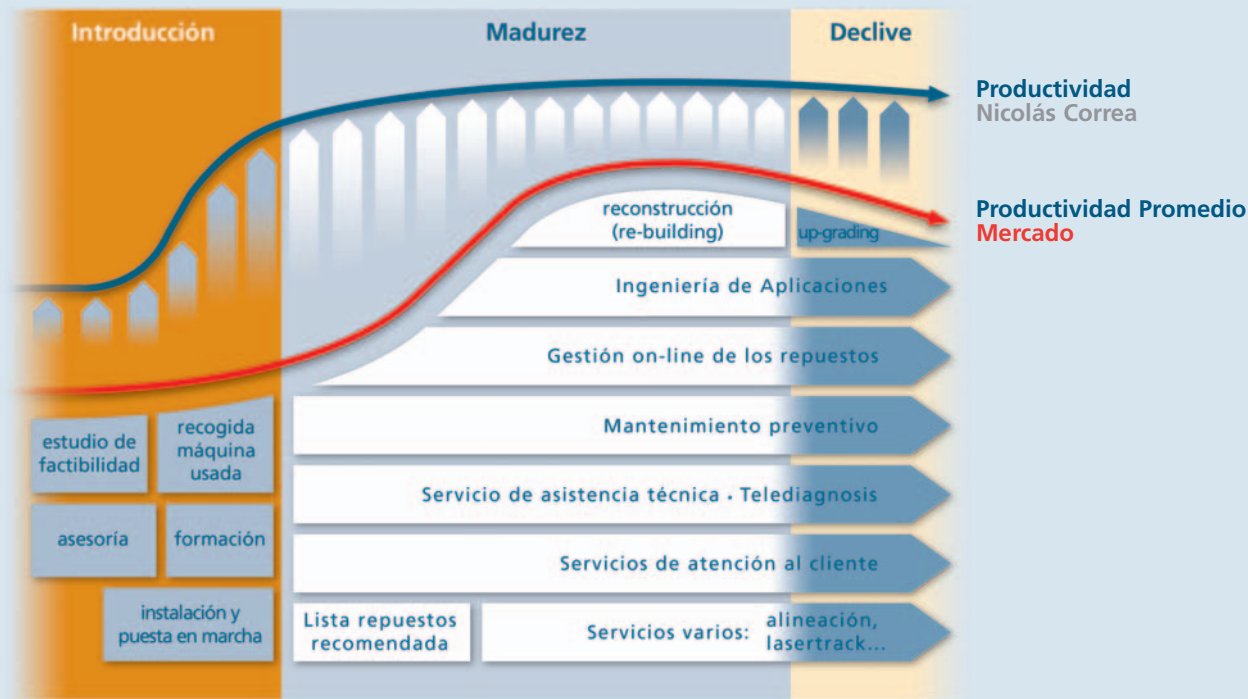 Introducción
Madurez
Declive
Productividad
Nicolás Correa
Productividad Promedio
Mercado
reconstrucción
(re-building)
up-grading
Ingeniería de Aplicaciones
Gestión on-line de los repuestos
Mantenimiento preventivo
Servicio de asistencia técnica · Telediagnosis
Servicios de atención al cliente
estudio de
factibilidad
recogida
máquina
usada
asesoría
formación
instalación y
puesta en marcha
Lista repuestos
recomendada
Servicios varios: alineación,
lasertrack...